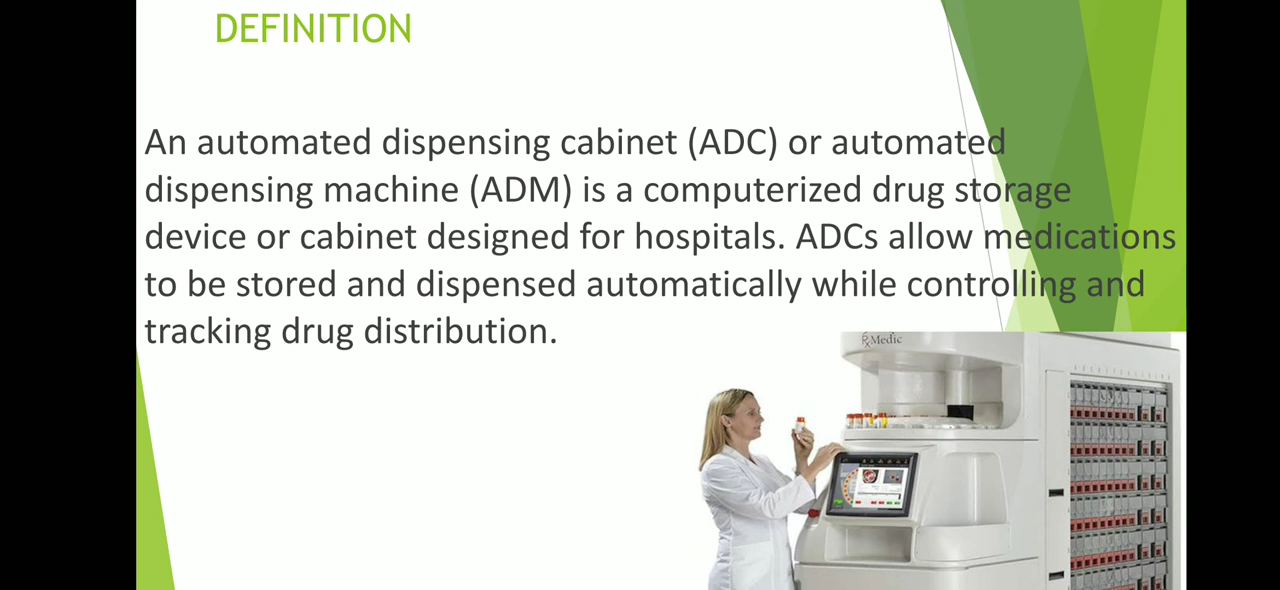 DEFINITION
An automated dispensing cabinet (ADC) or automated
dispensing machine (ADM) is a computerized drug storage
device or cabinet designed for hospitals. ADCs allow medications
to be stored and dispensed automatically while controlling and
tracking drug distribution.
RxMedic